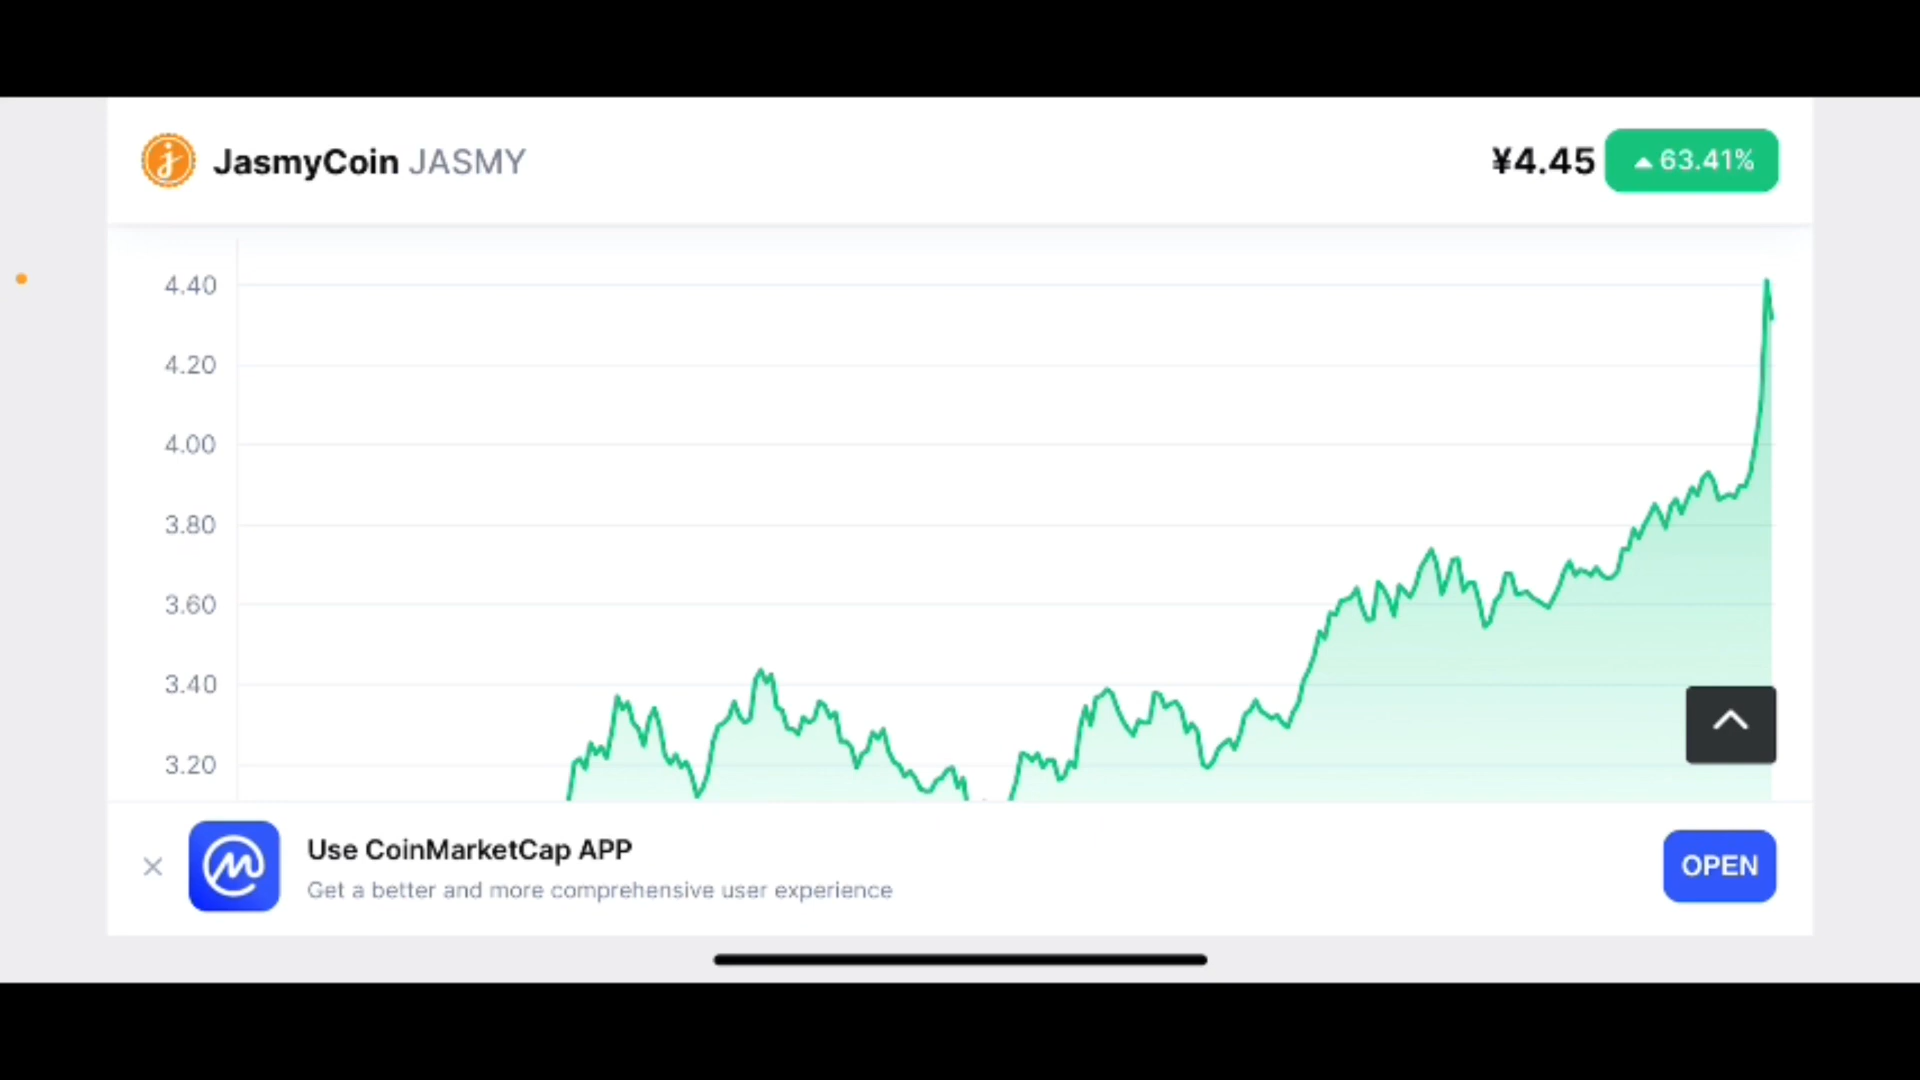 JasmyCoin JASMY
¥4.45
63.41%
4.40
4.20
4.00
3.80
3.60
3.40
3.20
Use CoinMarketCap APP
Get a better and more comprehensive user experience
OPEN